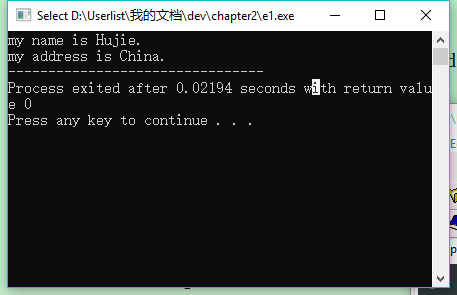 Select D:\Userlist\我的文档\dev\chapter2\e1.exe
my name is Hujie.
my address is China.
--------------------------------
Process exited after 0.02194 seconds with return valu
e 0
Press any key to continue . . .